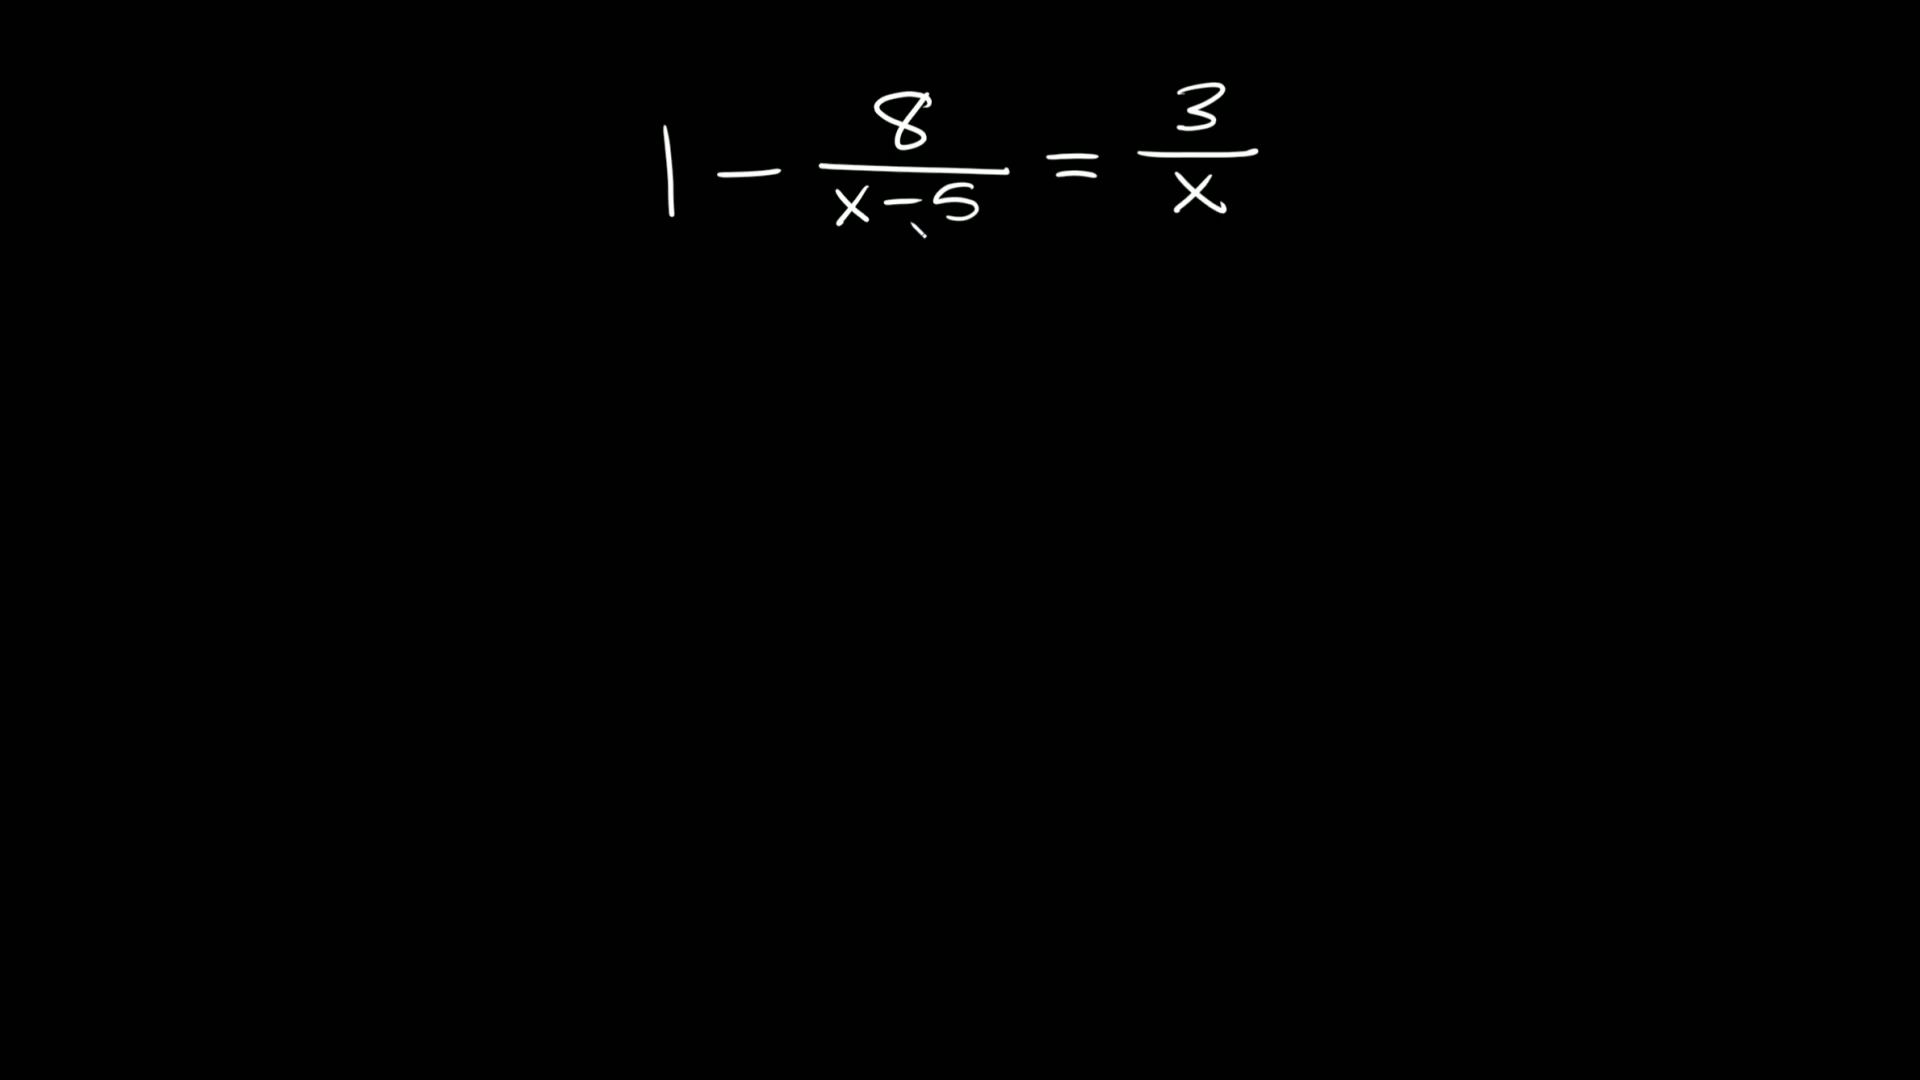 1 - 8/(x-5) = 3/x